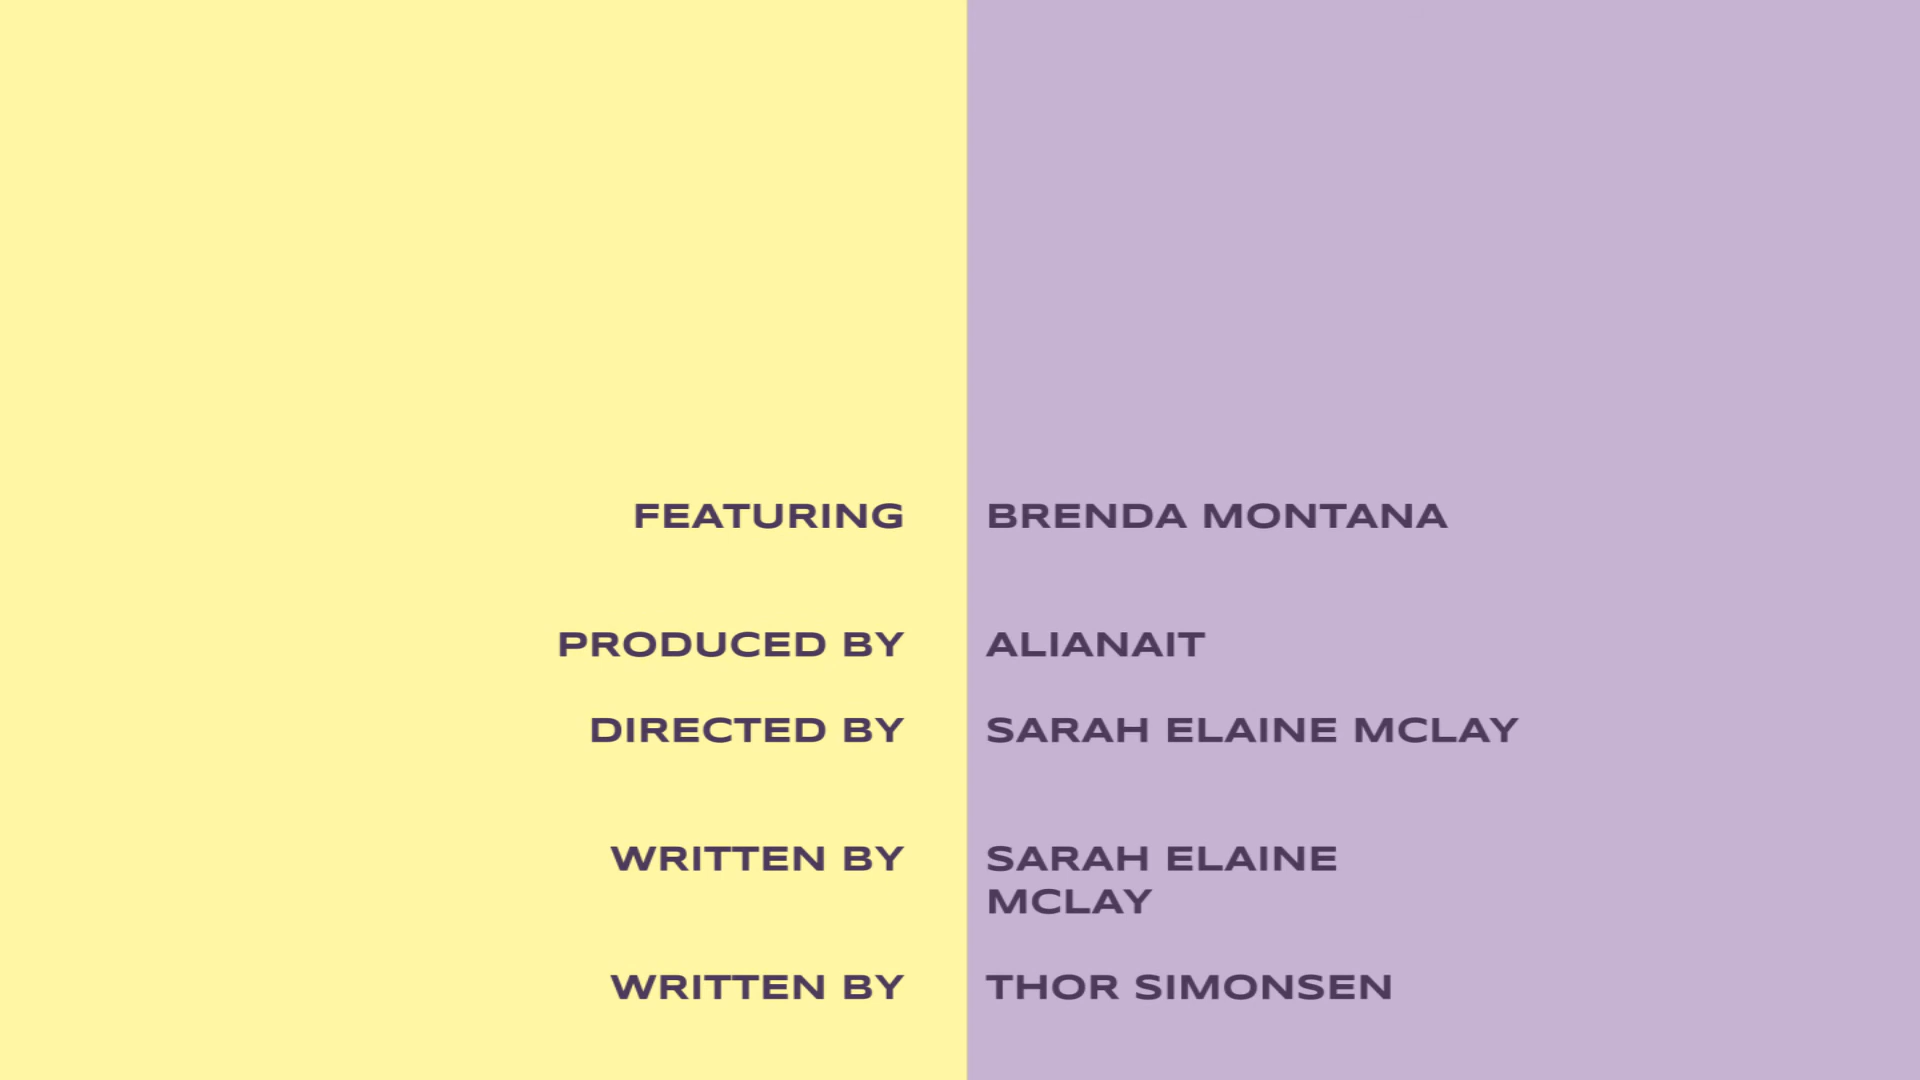 FEATURING BRENDA MONTANA
PRODUCED BY ALIANAIT
DIRECTED BY SARAH ELAINE MCLAY
WRITTEN BY SARAH ELAINE
MCLAY
WRITTEN BY THOR SIMONSEN